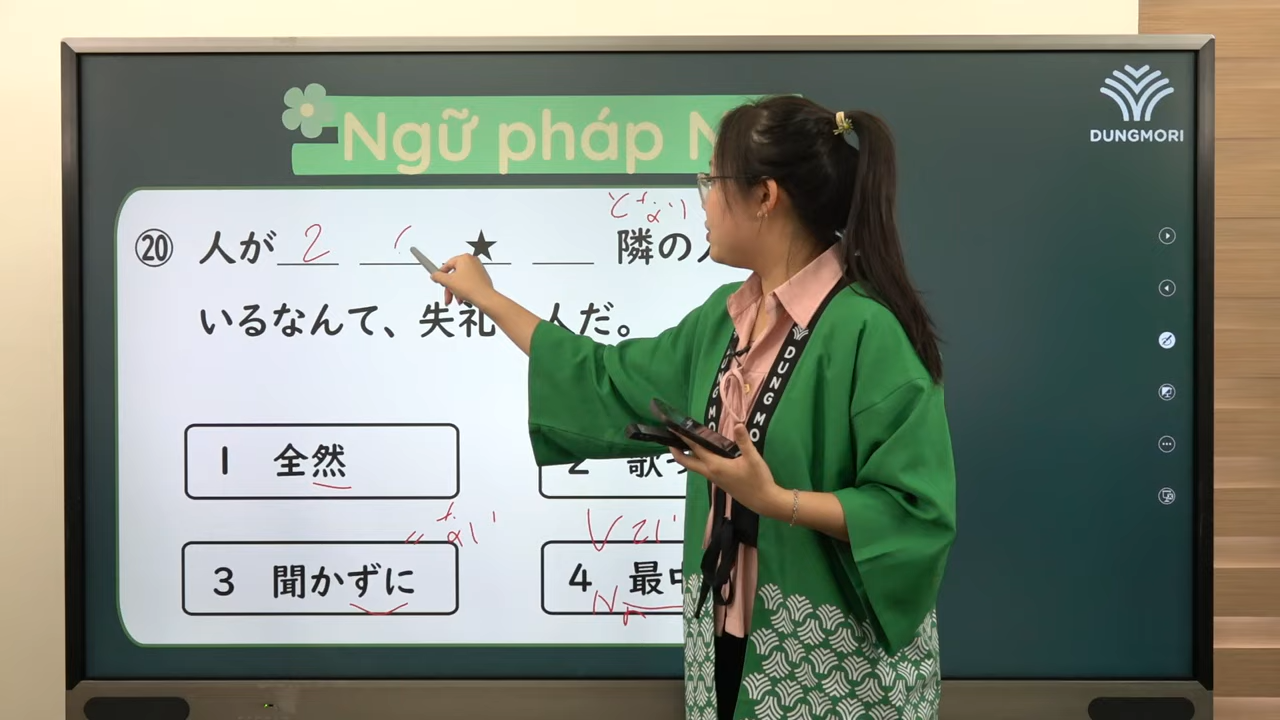 Ngữ pháp N
DUNGMORI
となり
⑳ 人が 2 ★ 隣の
いるなんて、失礼 人だ。
1 全然
2 歌
ない
Vている
3 聞かずに
4 最中
N
DUNG MO